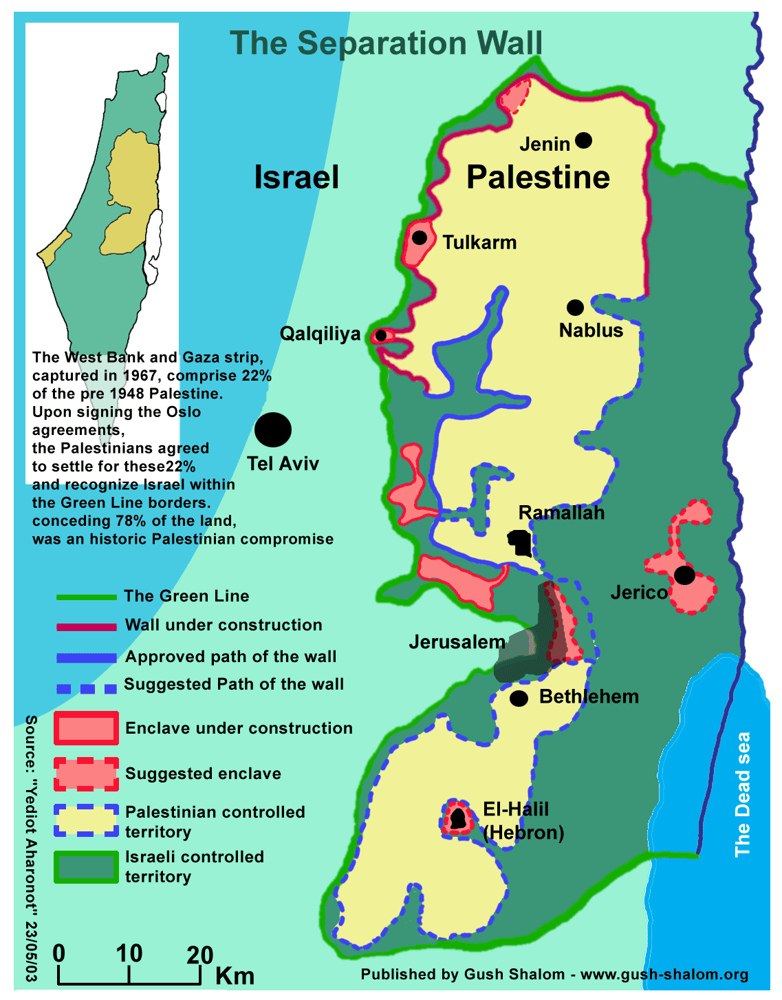 The Separation Wall
Israel
Palestine
Jenin
Tulkarm
Nablus
Qalqiliya
Tel Aviv
Ramallah
Jerico
Jerusalem
Bethlehem
El-Halil
(Hebron)
The Dead sea
The West Bank and Gaza strip,
captured in 1967, comprise 22%
of the pre 1948 Palestine.
Upon signing the Oslo
agreements,
the Palestinians agreed
to settle for these22%
and recognize Israel within
the Green Line borders.
conceding 78% of the land,
was an historic Palestinian compromise
The Green Line
Wall under construction
Approved path of the wall
Suggested Path of the wall
Enclave under construction
Suggested enclave
Palestinian controlled
territory
Israeli controlled
territory
Source: "Yediot Aharonot" 23/05/03
0 10 20
Km
Published by Gush Shalom - www.gush-shalom.org